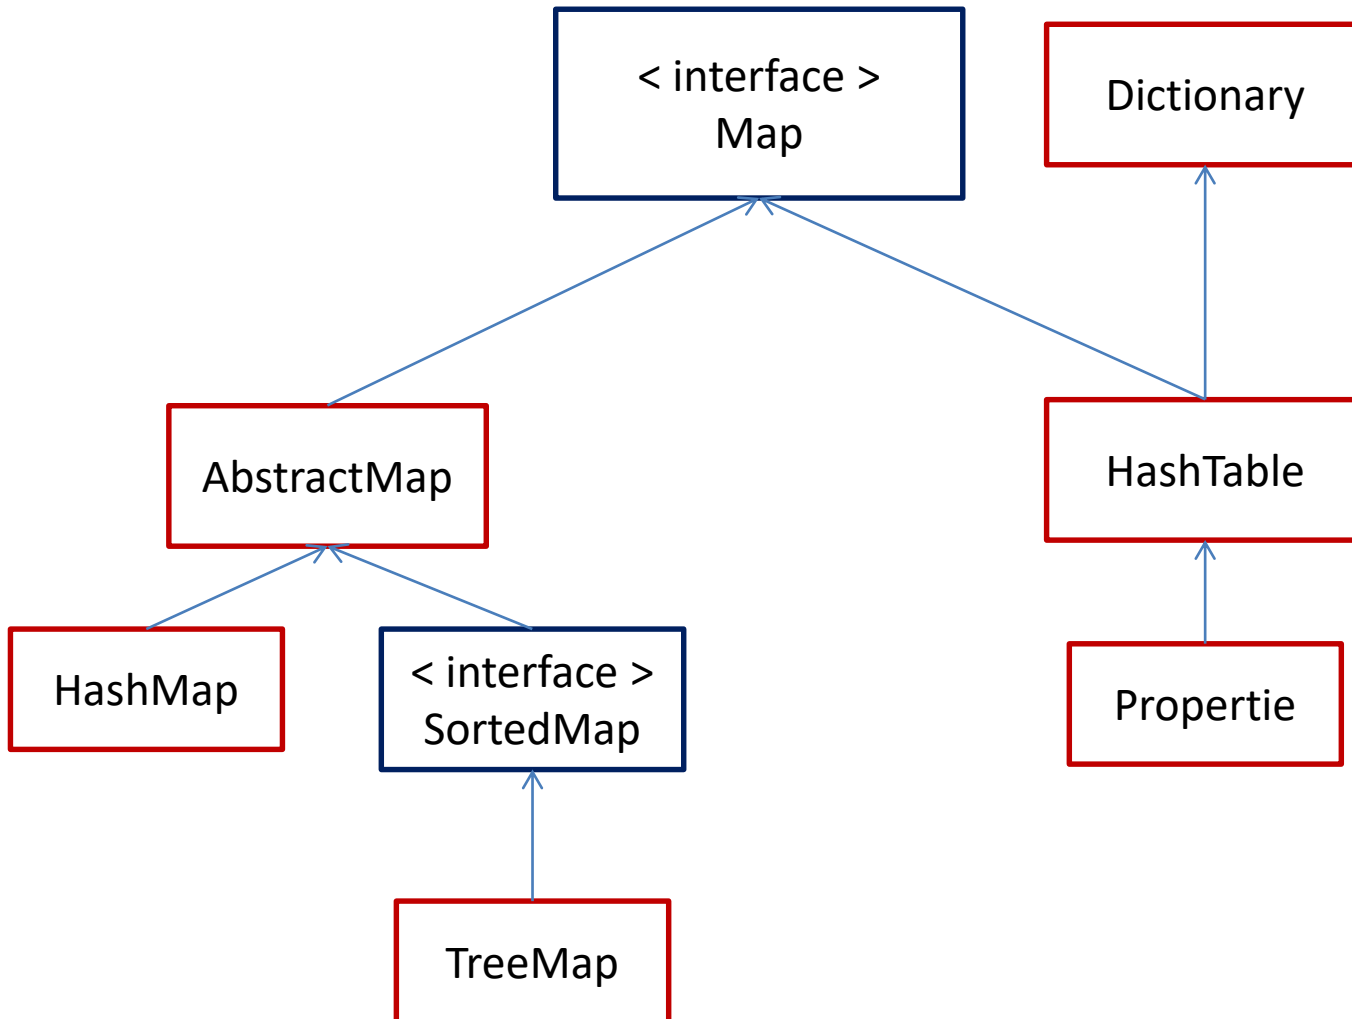 < interface >
Map
Dictionary
AbstractMap
HashTable
HashMap
< interface >
SortedMap
Propertie
TreeMap